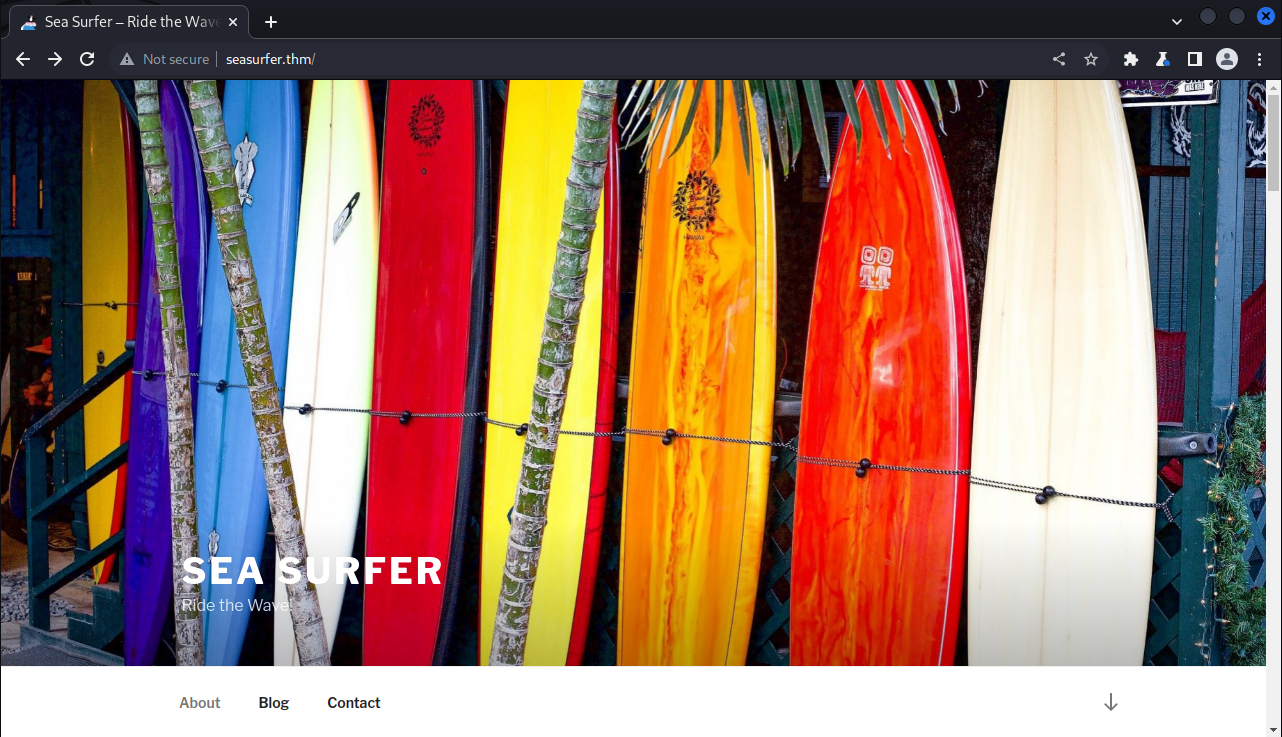 Sea Surfer – Ride the Wave
Not secure
seasurfer.thm/
SEA SURFER
Ride the Wave!
About
Blog
Contact